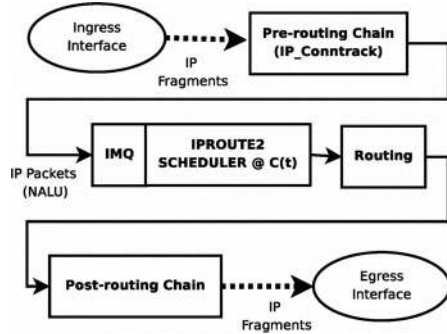 Ingress
Interface
IP
Fragments
Pre-routing Chain
(IP_Conntrack)
IP Packets
(NALU)
IMQ
IPROUTE2
SCHEDULER @ C(t)
Routing
Post-routing Chain
IP
Fragments
Egress
Interface